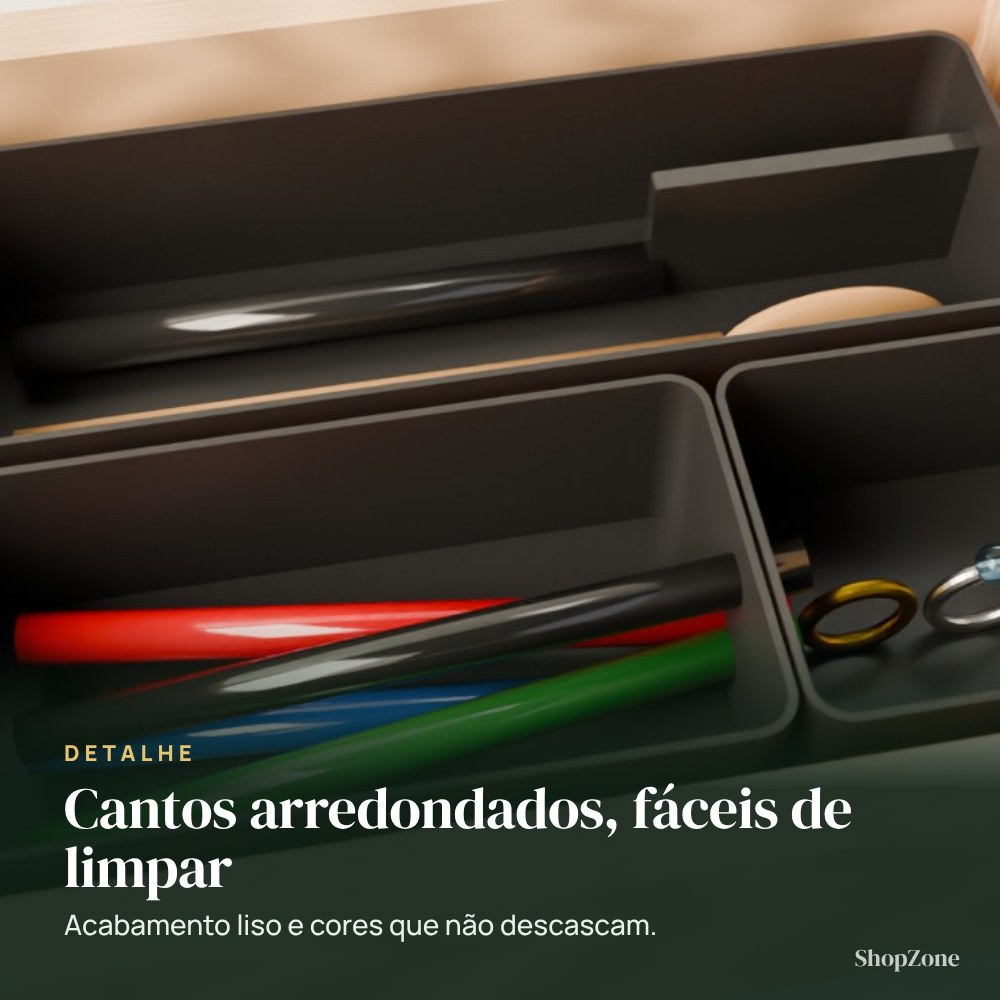 DETALHE
Cantos arredondados, fáceis de
limpar
Acabamento liso e cores que não descascam.
ShopZone